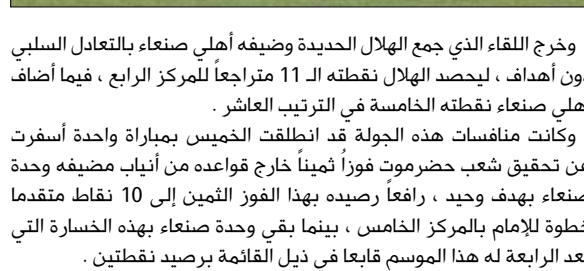 وخرج اللقاء الذي جمع الهلال الحديدة وضيفه أهلي صنعاء بالتعادل السلبي
دون أهداف ، ليحصد الهلال نقطته الـ 11 متراجعاً للمركز الرابع ، فيما أضاف
أهلي صنعاء نقطته الخامسة في الترتيب العاشر .
وكانت منافسات هذه الجولة قد انطلقت الخميس بمباراة واحدة أسفرت
عن تحقيق شعب حضرموت فوزاً ثميناً خارج قواعده من أنياب مضيفه وحدة
صنعاء بهدف وحيد ، رافعاً رصيده بهذا الفوز الثمين إلى 10 نقاط متقدما
خطوة للإمام بالمركز الخامس ، بينما بقي وحدة صنعاء بهذه الخسارة التي
تعد الرابعة له هذا الموسم قابعا في ذيل القائمة برصيد نقطتين .